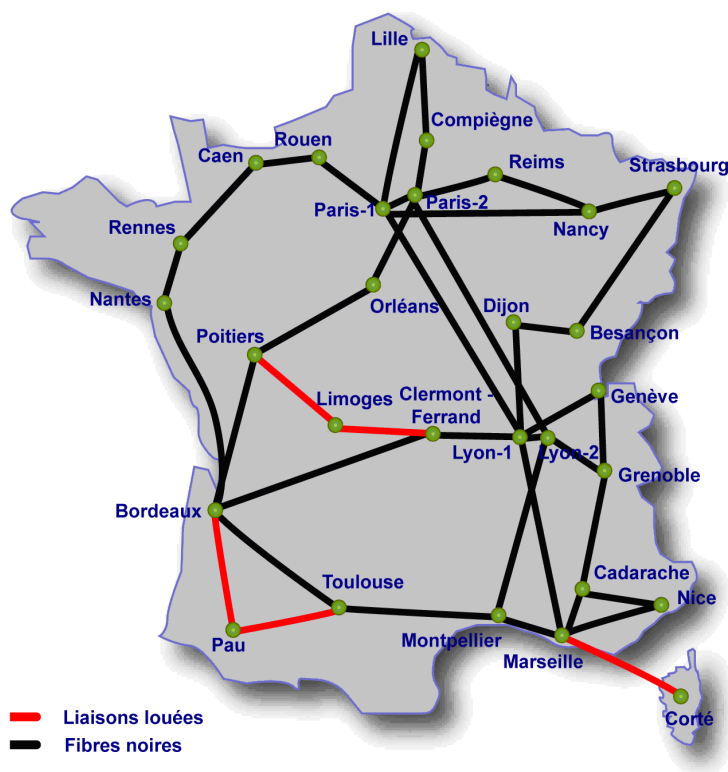 Lille
Compiègne
Rouen
Caen
Reims
Strasbourg
Paris-1
Paris-2
Nancy
Rennes
Nantes
Orléans
Dijon
Besançon
Poitiers
Limoges
Clermont -
Ferrand
Genève
Lyon-1
Lyon-2
Grenoble
Bordeaux
Cadarache
Toulouse
Nice
Pau
Montpellier
Marseille
Corté
Liaisons louées
Fibres noires